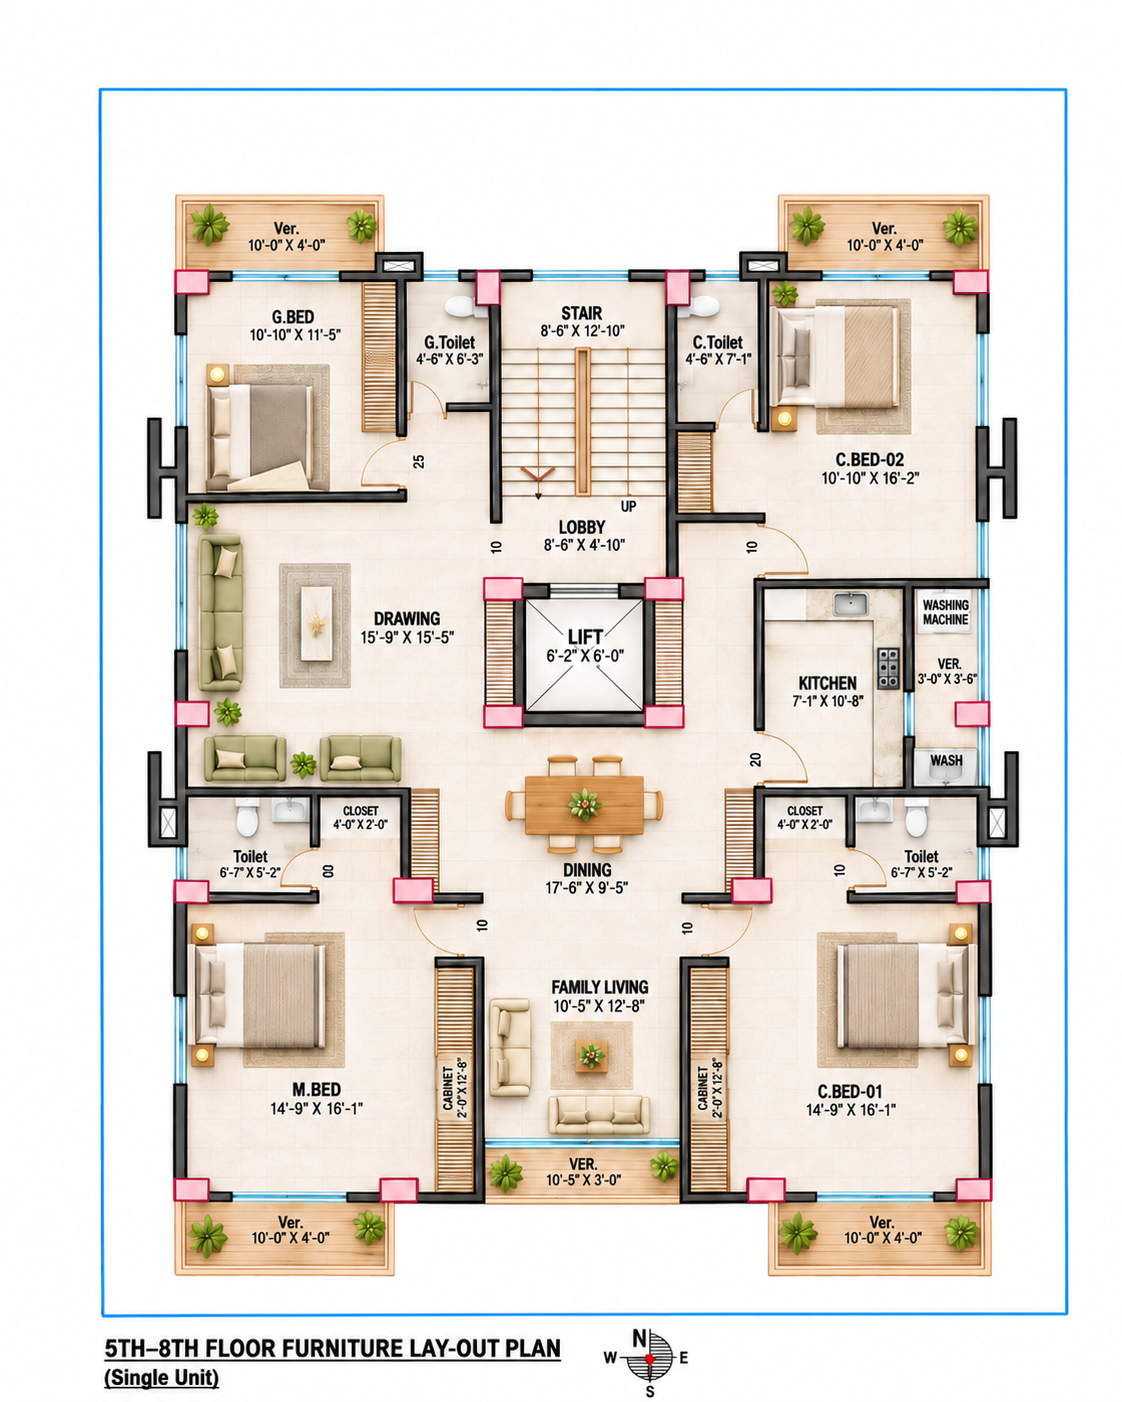 Ver.
10'-0" X 4'-0"
Ver.
10'-0" X 4'-0"
G.BED
10'-10" X 11'-5"
STAIR
8'-6" X 12'-10"
G.Toilet
4'-6" X 6'-3"
C.Toilet
4'-6" X 7'-1"
25
C.BED-02
10'-10" X 16'-2"
UP
LOBBY
8'-6" X 4'-10"
10
10
WASHING
MACHINE
DRAWING
15'-9" X 15'-5"
LIFT
6'-2" X 6'-0"
VER.
3'-0" X 3'-6"
KITCHEN
7'-1" X 10'-8"
20
WASH
CLOSET
4'-0" X 2'-0"
CLOSET
4'-0" X 2'-0"
Toilet
6'-7" X 5'-2"
00
DINING
17'-6" X 9'-5"
10
Toilet
6'-7" X 5'-2"
10
10
FAMILY LIVING
10'-5" X 12'-8"
M.BED
14'-9" X 16'-1"
CABINET
2'-0" X 12'-8"
CABINET
2'-0" X 12'-8"
C.BED-01
14'-9" X 16'-1"
VER.
10'-5" X 3'-0"
Ver.
10'-0" X 4'-0"
Ver.
10'-0" X 4'-0"
5TH–8TH FLOOR FURNITURE LAY-OUT PLAN
(Single Unit)
N
W
E
S